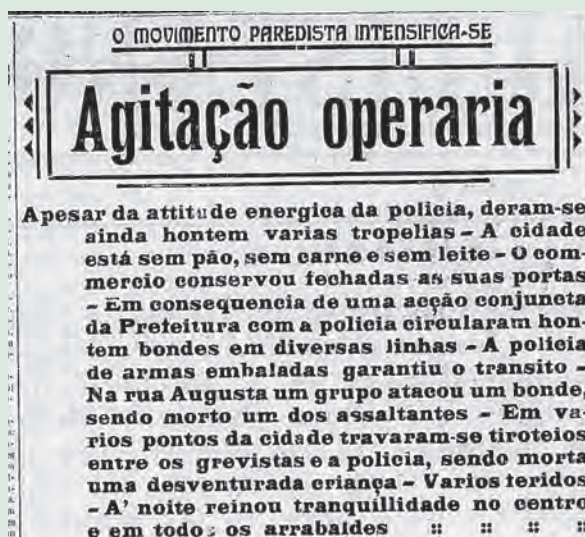 O MOVIMENTO PAREDISTA INTENSIFICA-SE
Agitação operaria
Apesar da attitude energica da policia, deram-se
ainda hontem varias tropelias – A cidade
está sem pão, sem carne e sem leite – O com-
mercio conservou fechadas as suas portas
– Em consequencia de uma acção conjuncta
da Prefeitura com a policia circularam hon-
tem bondes em diversas linhas – A policia
de armas embaladas garantiu o transito –
Na rua Augusta um grupo atacou um bonde,
sendo morto um dos assaltantes – Em va-
rios pontos da cidade travaram-se tiroteios
entre os grevistas e a policia, sendo morta
uma desventurada criança – Varios feridos
– A' noite reinou tranquillidade no centro
e em todos os arrabaldes :: :: :: ::